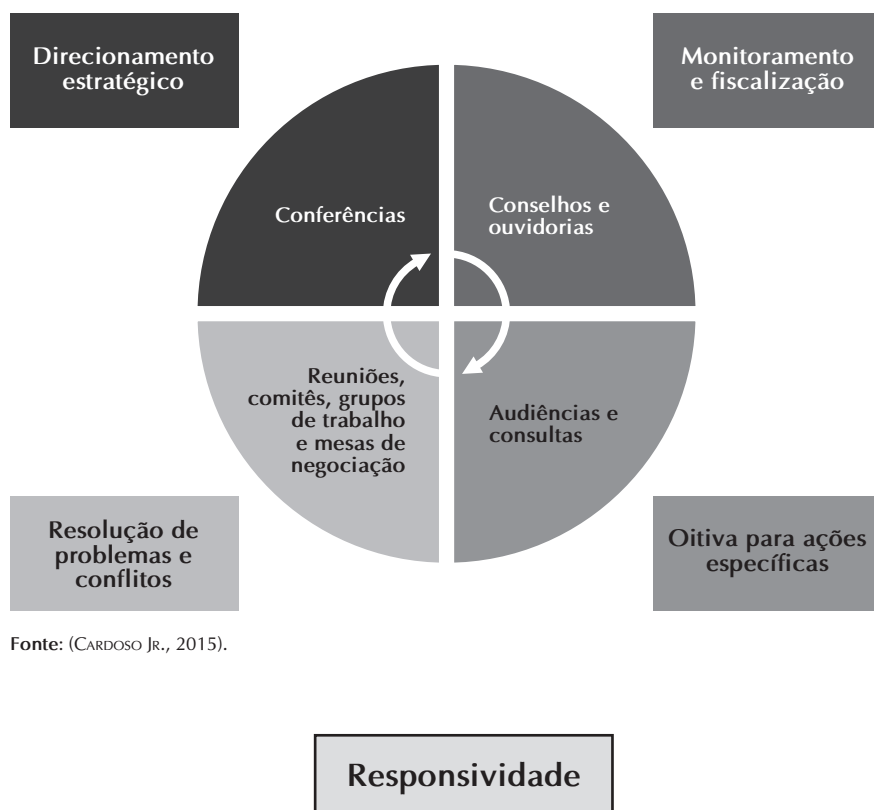 Direcionamento
estratégico
Monitoramento
e fiscalização
Conferências
Conselhos e
ouvidorias
Reuniões,
comitês, grupos
de trabalho
e mesas de
negociação
Audiências e
consultas
Resolução de
problemas e
conflitos
Oitiva para ações
específicas
Fonte: (Cardoso Jr., 2015).
Responsividade